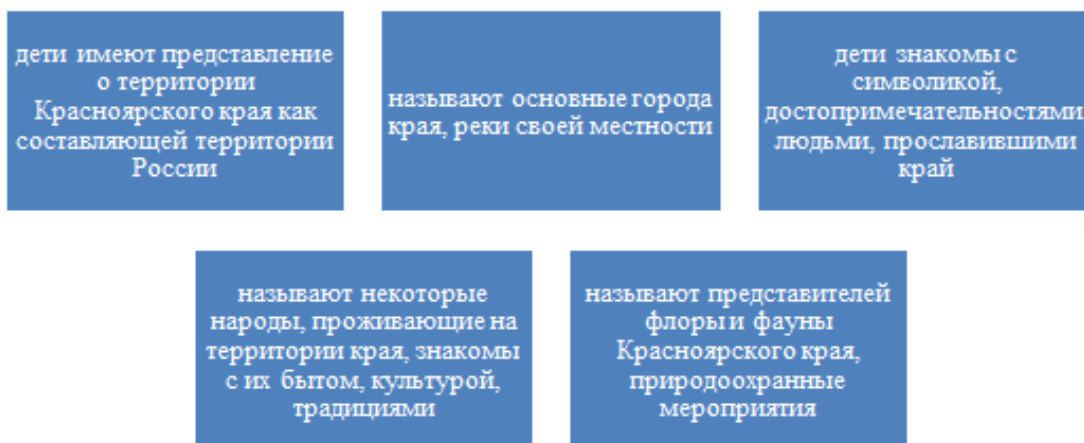 дети имеют представление
о территории
Красноярского края как
составляющей территории
России
называют основные города
края, реки своей местности
дети знакомы с
символикой,
достопримечательностями,
людьми, прославившими
край
называют некоторые
народы, проживающие на
территории края, знакомы
с их бытом, культурой,
традициями
называют представителей
флоры и фауны
Красноярского края,
природоохранные
мероприятия